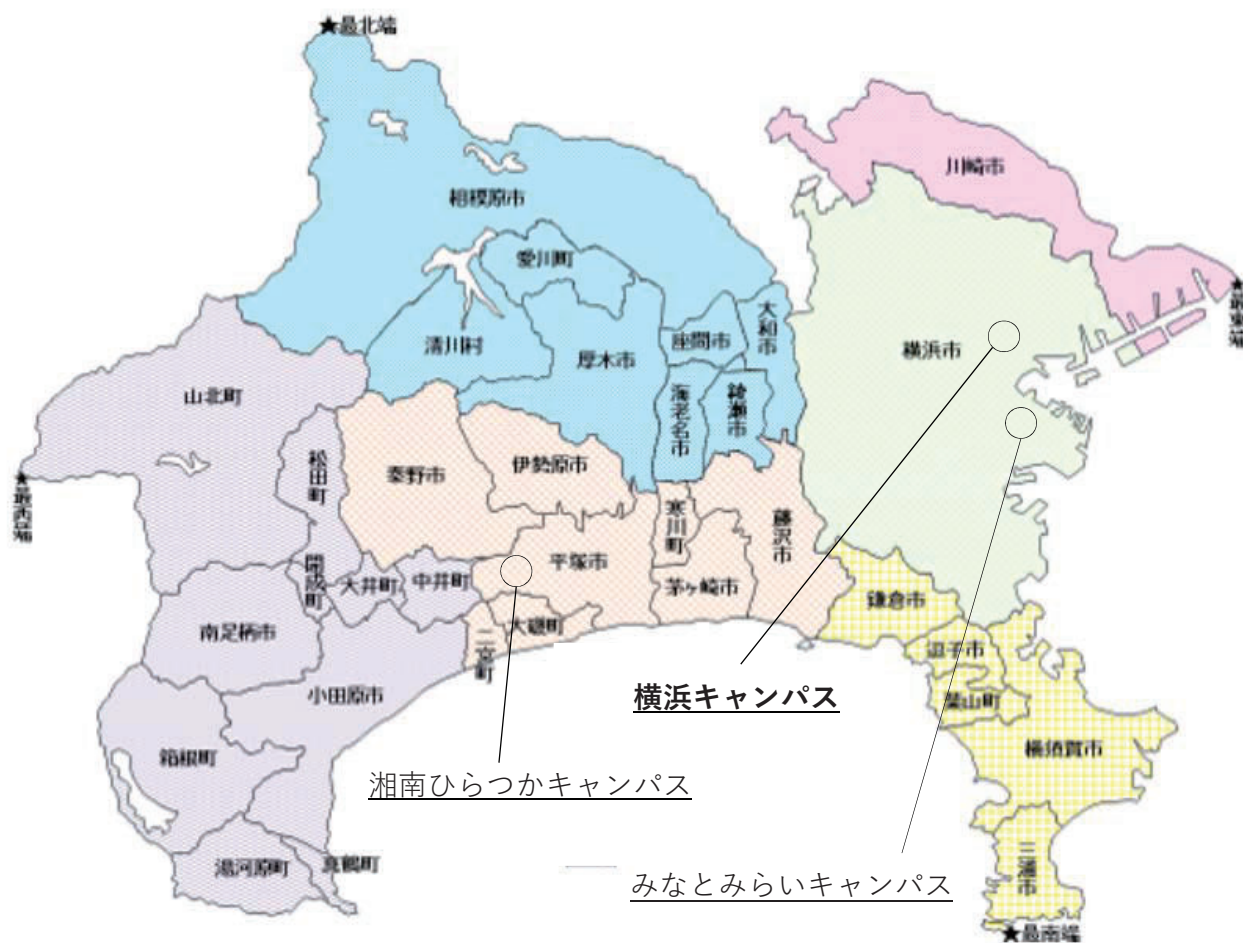 ★最北端
川崎市
相模原市
愛川町
大和市
★最東端
座間市
清川村
厚木市
横浜市
山北町
海老名市
綾瀬市
松田町
秦野市
伊勢原市
★最西端
寒川町
藤沢市
平塚市
開成町
大井町
中井町
茅ヶ崎市
鎌倉市
南足柄市
大磯町
二宮町
逗子市
小田原市
横浜キャンパス
葉山町
箱根町
横須賀市
湘南ひらつかキャンパス
湯河原町
真鶴町
みなとみらいキャンパス
三浦市
★最南端